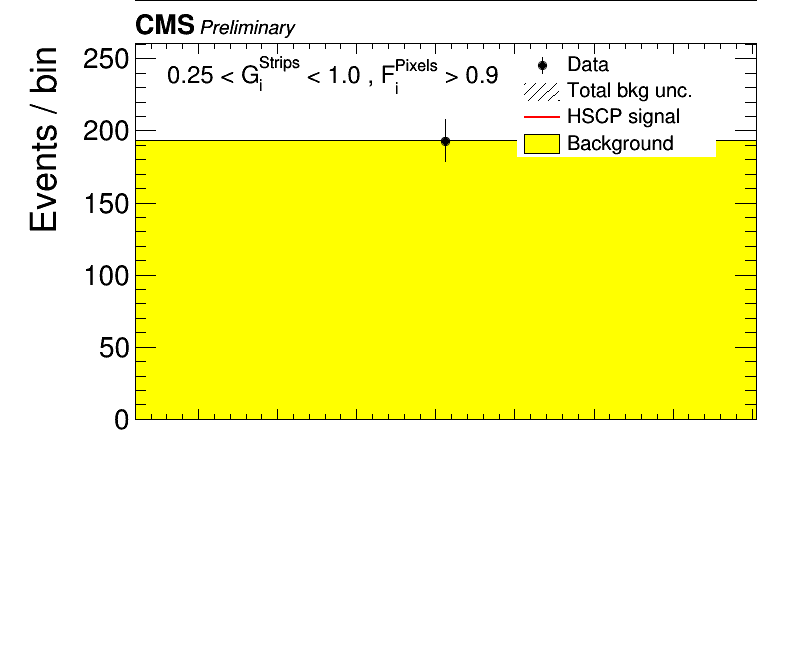 CMS Preliminary
Events / bin
250
200
150
100
50
0
0.25 < G_i^Strips < 1.0 , F_i^Pixels > 0.9
Data
Total bkg unc.
HSCP signal
Background